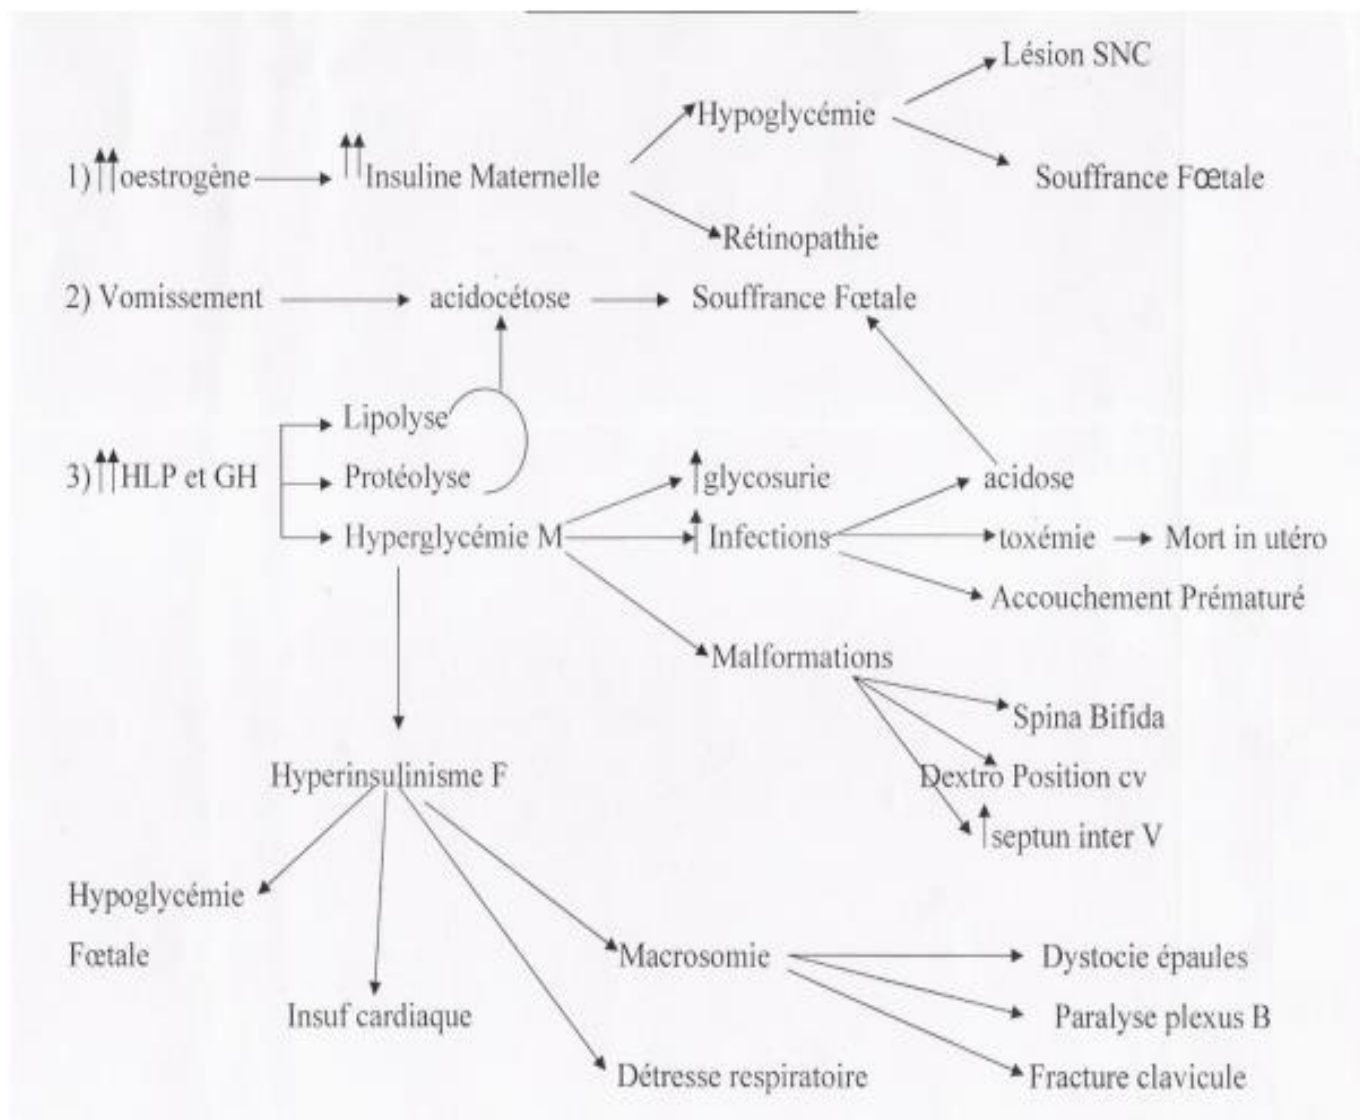 Lésion SNC
Hypoglycémie
1) oestrogène Insuline Maternelle Souffrance Fœtale
Rétinopathie
2) Vomissement acidocétose Souffrance Fœtale
Lipolyse
3) HLP et GH Protéolyse glycosurie acidose
Hyperglycémie M Infections toxémie Mort in utéro
Accouchement Prématuré
Malformations
Spina Bifida
Hyperinsulinisme F Dextro Position cv
septun inter V
Hypoglycémie
Fœtale Macrosomie Dystocie épaules
Insuf cardiaque Paralyse plexus B
Détresse respiratoire Fracture clavicule